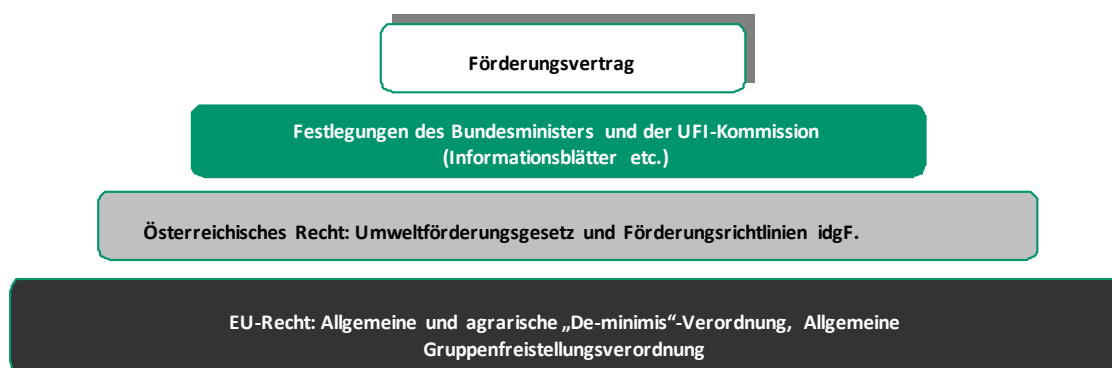 Förderungsvertrag
Festlegungen des Bundesministers und der UFI-Kommission
(Informationsblätter etc.)
Österreichisches Recht: Umweltförderungsgesetz und Förderungsrichtlinien idgF.
EU-Recht: Allgemeine und agrarische „De-minimis“-Verordnung, Allgemeine
Gruppenfreistellungsverordnung